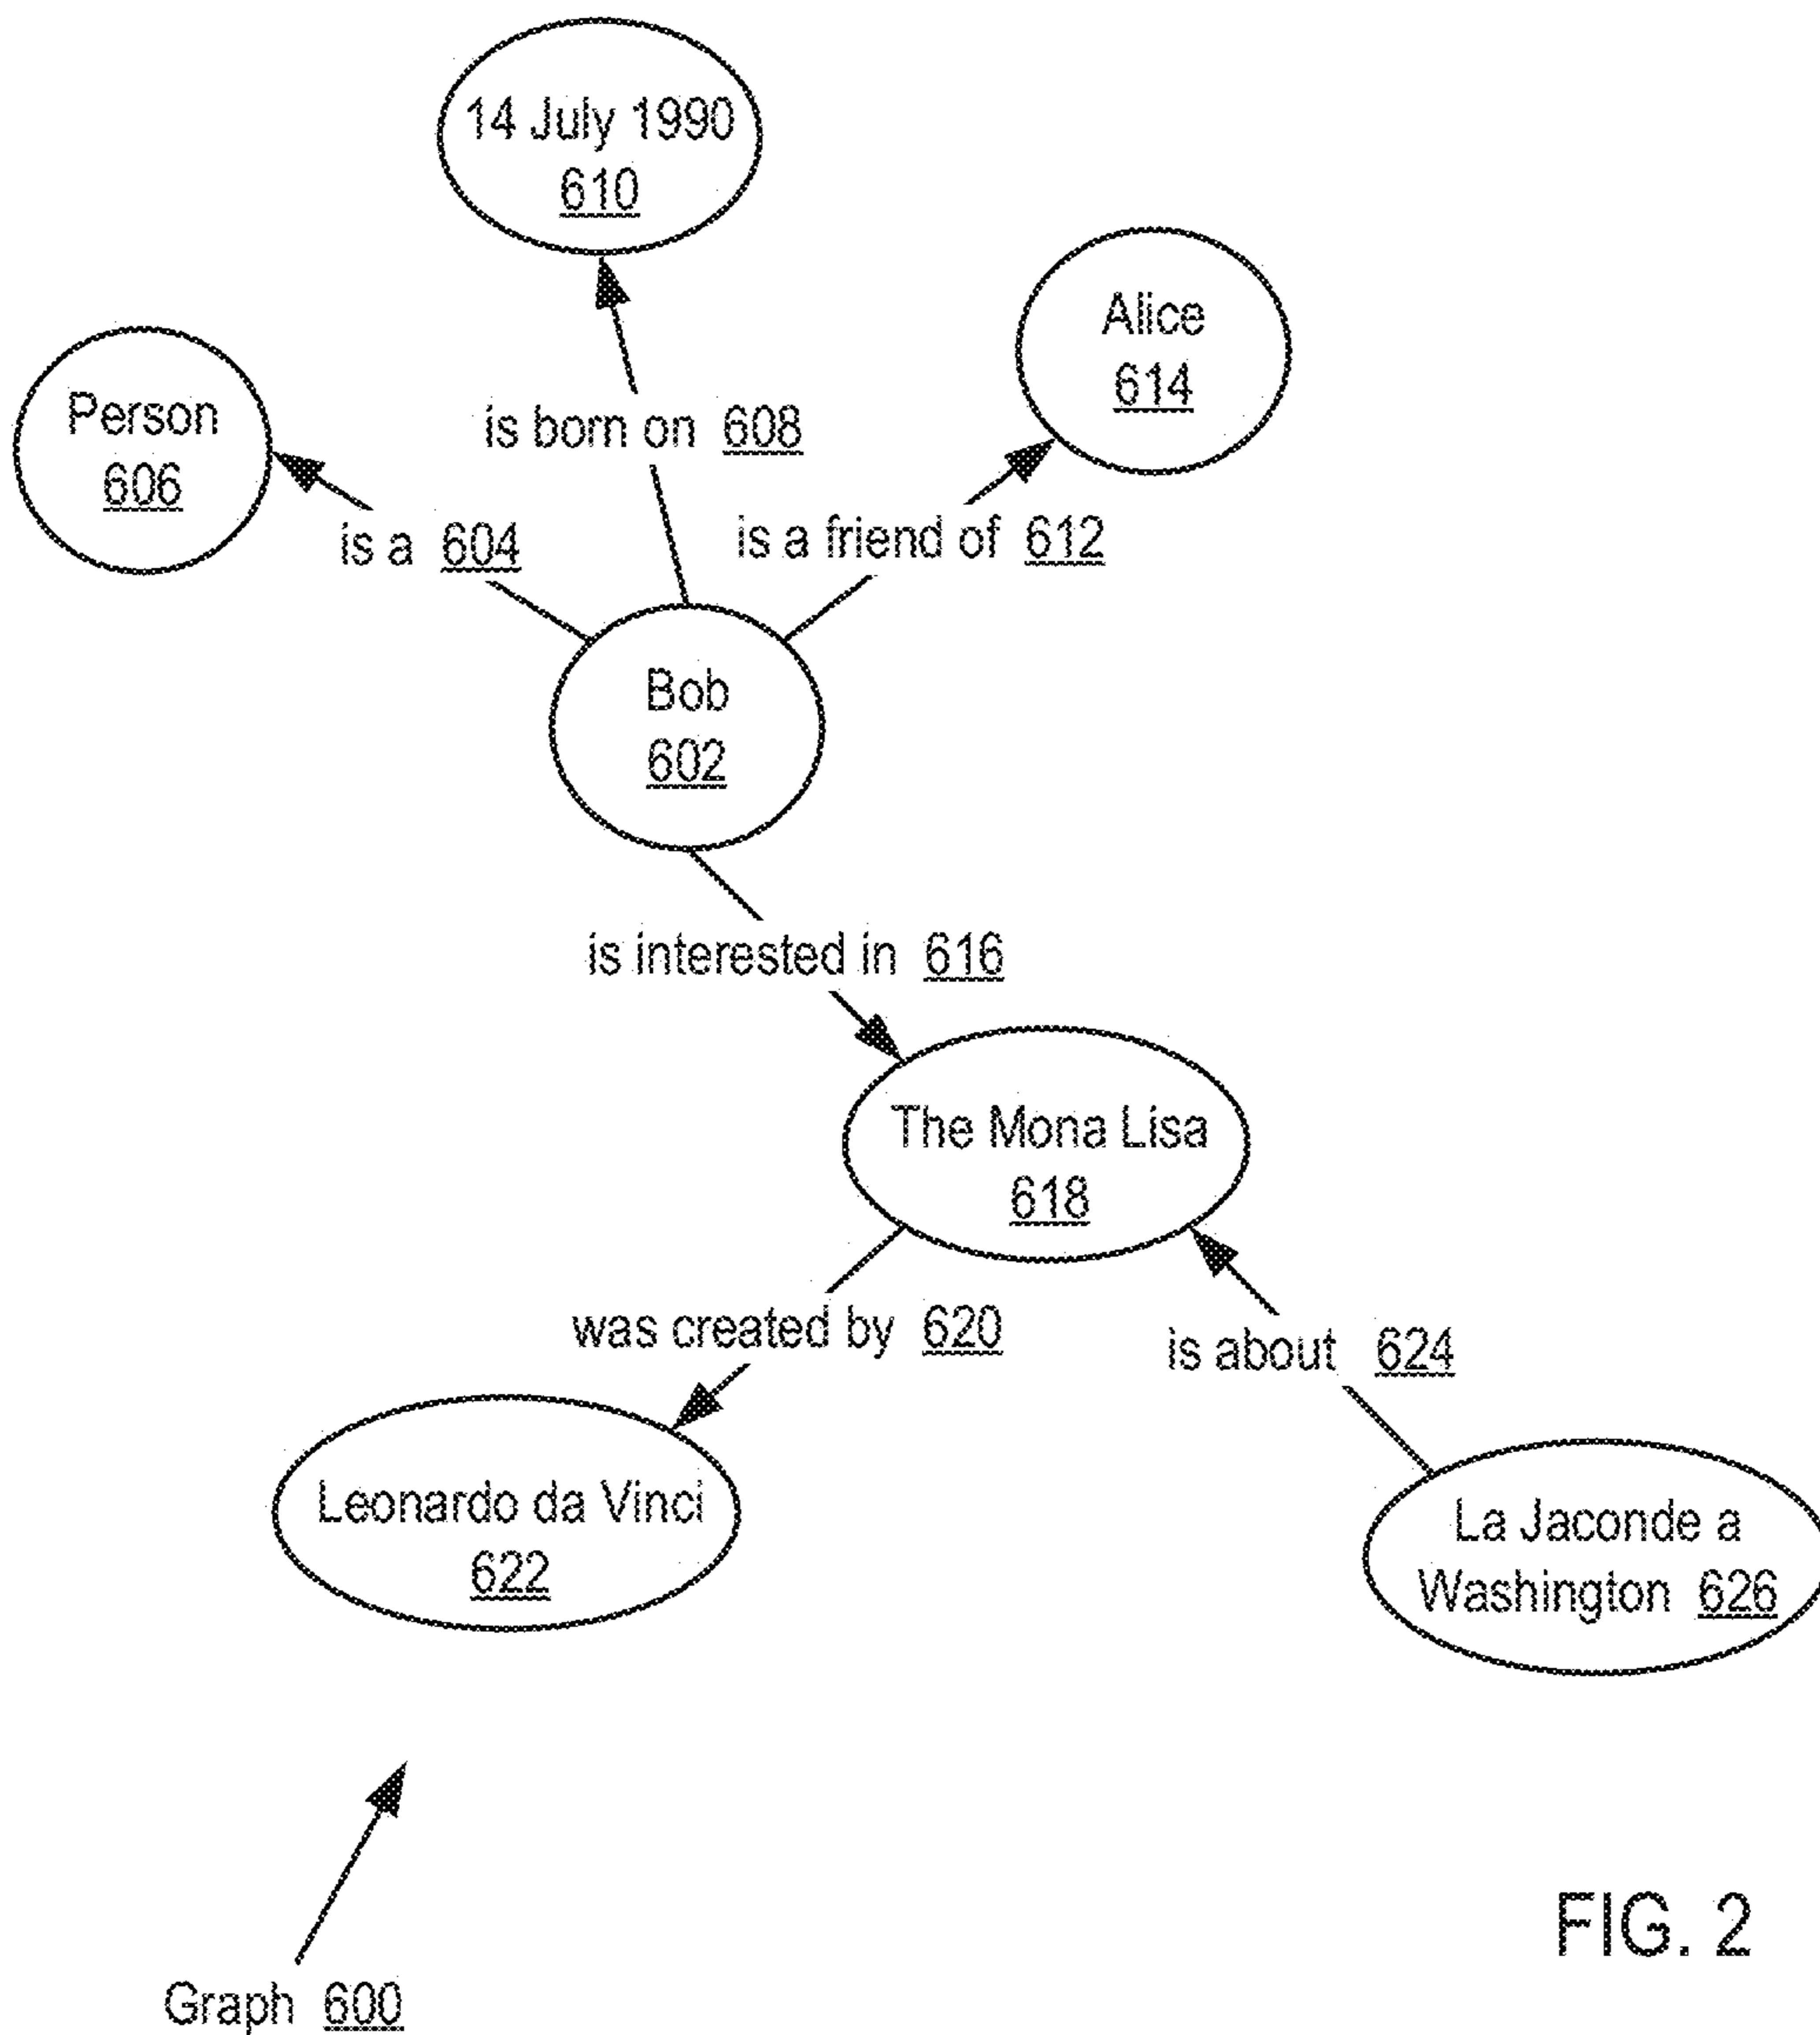 14 July 1990
610
Alice
614
Person
606
is born on 608
is a 604
is a friend of 612
Bob
602
is interested in 616
The Mona Lisa
618
was created by 620
is about 624
Leonardo da Vinci
622
La Jaconde a
Washington 626
FIG. 2
Graph 600